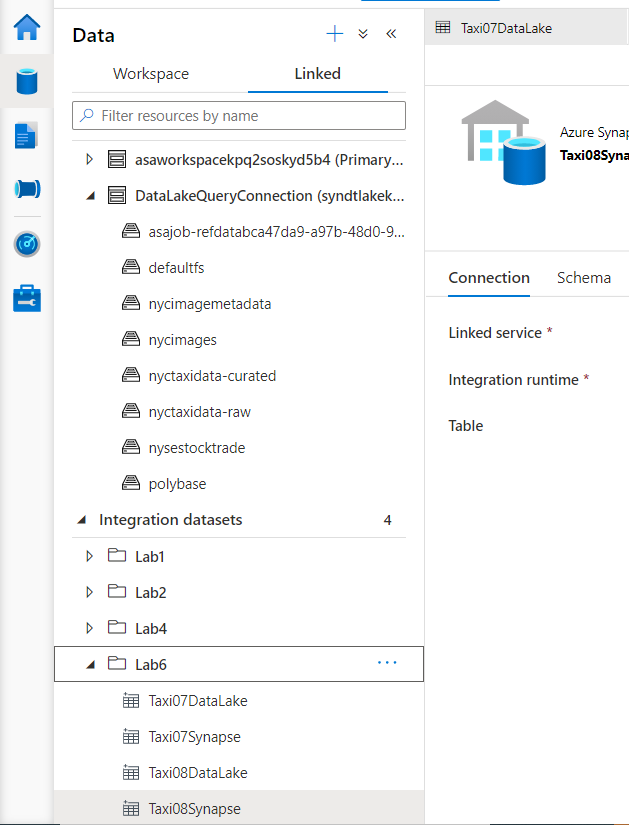 Data
Workspace
Linked
Filter resources by name
asaworkspacekpq2soskyd5b4 (Primary...
DataLakeQueryConnection (syndtlakek...
asajob-refdatabca47da9-a97b-48d0-9...
defaultfs
nycimagemetadata
nycimages
nyctaxidata-curated
nyctaxidata-raw
nysestocktrade
polybase
Integration datasets 4
Lab1
Lab2
Lab4
Lab6
Taxi07DataLake
Taxi07Synapse
Taxi08DataLake
Taxi08Synapse
Taxi07DataLake
Azure Synap
Taxi08Syna
Connection
Schema
Linked service *
Integration runtime *
Table